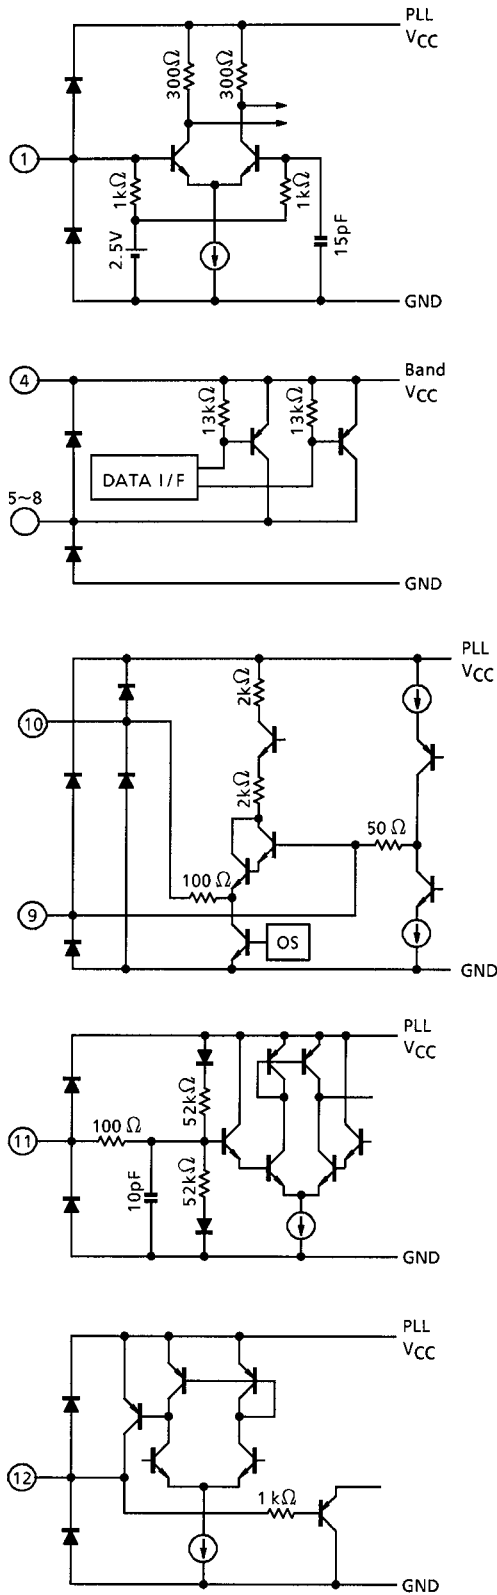 PLL
VCC
300Ω
300Ω
1
1kΩ
1kΩ
2.5V
15pF
GND
4
Band
VCC
13kΩ
13kΩ
DATA I/F
5~8
GND
PLL
VCC
2kΩ
10
2kΩ
50 Ω
100 Ω
9
OS
GND
PLL
VCC
52kΩ
100 Ω
11
10pF
52kΩ
GND
PLL
VCC
12
1 kΩ
GND